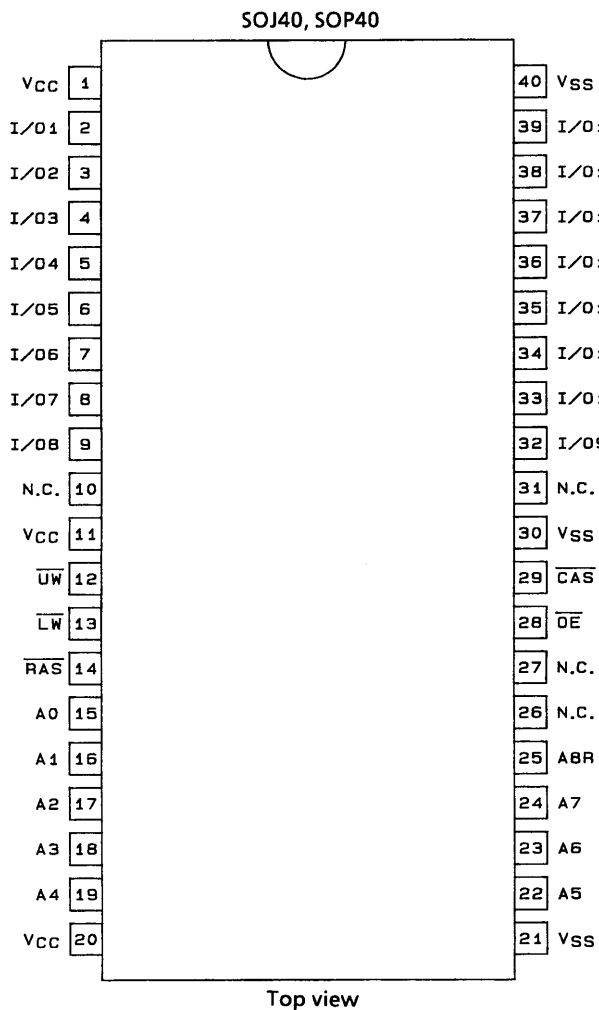 SOJ40, SOP40
VCC 1 40 VSS
I/O1 2 39 I/O
I/O2 3 38 I/O
I/O3 4 37 I/O
I/O4 5 36 I/O
I/O5 6 35 I/O
I/O6 7 34 I/O
I/O7 8 33 I/O
I/O8 9 32 I/O9
N.C. 10 31 N.C.
VCC 11 30 VSS
UW 12 29 CAS
LW 13 28 OE
RAS 14 27 N.C.
A0 15 26 N.C.
A1 16 25 A8R
A2 17 24 A7
A3 18 23 A6
A4 19 22 A5
VCC 20 21 VSS
Top view